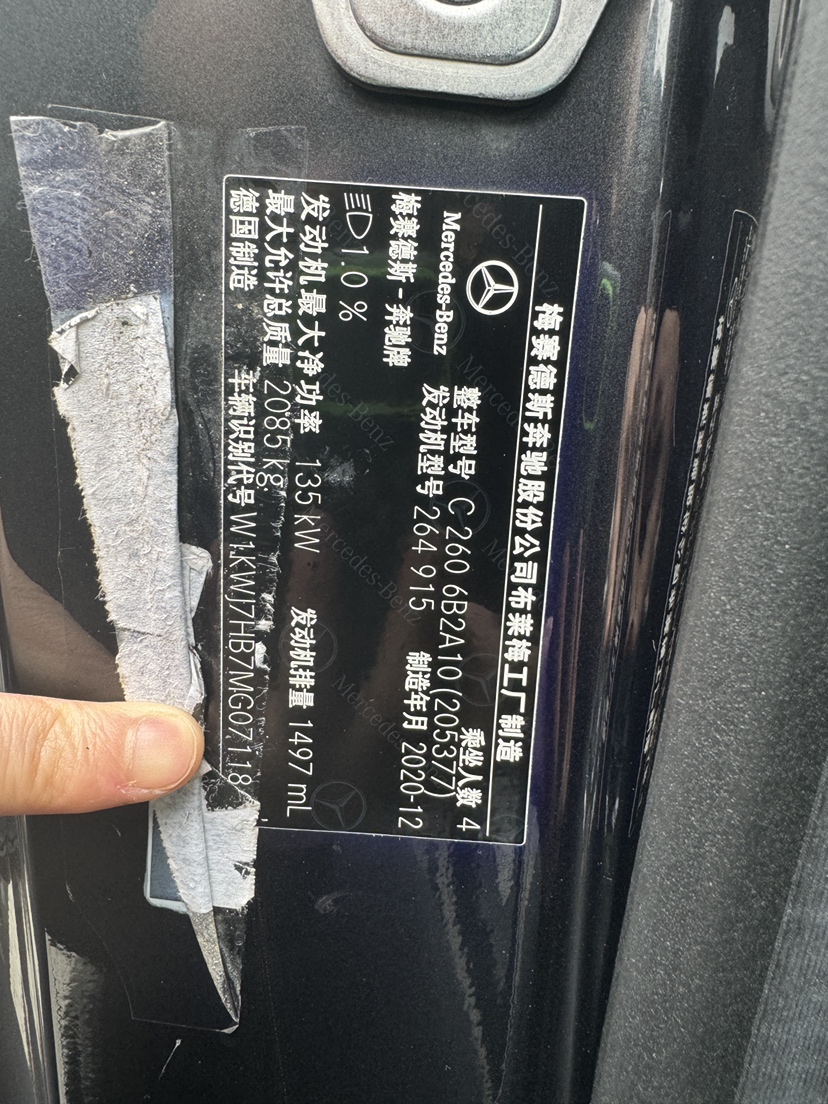 梅赛德斯奔驰股份公司布莱梅工厂制造
Mercedes-Benz
整车型号 C 260 6B2A10 (205377) 乘坐人数 4
发动机型号 264 915 制造年月 2020-12
梅赛德斯-奔驰牌
1.0 %
发动机最大净功率 135 kW 发动机排量 1497 mL
最大允许总质量 2085 kg
德国制造 车辆识别代号 W1KWJ7HB7MG07118